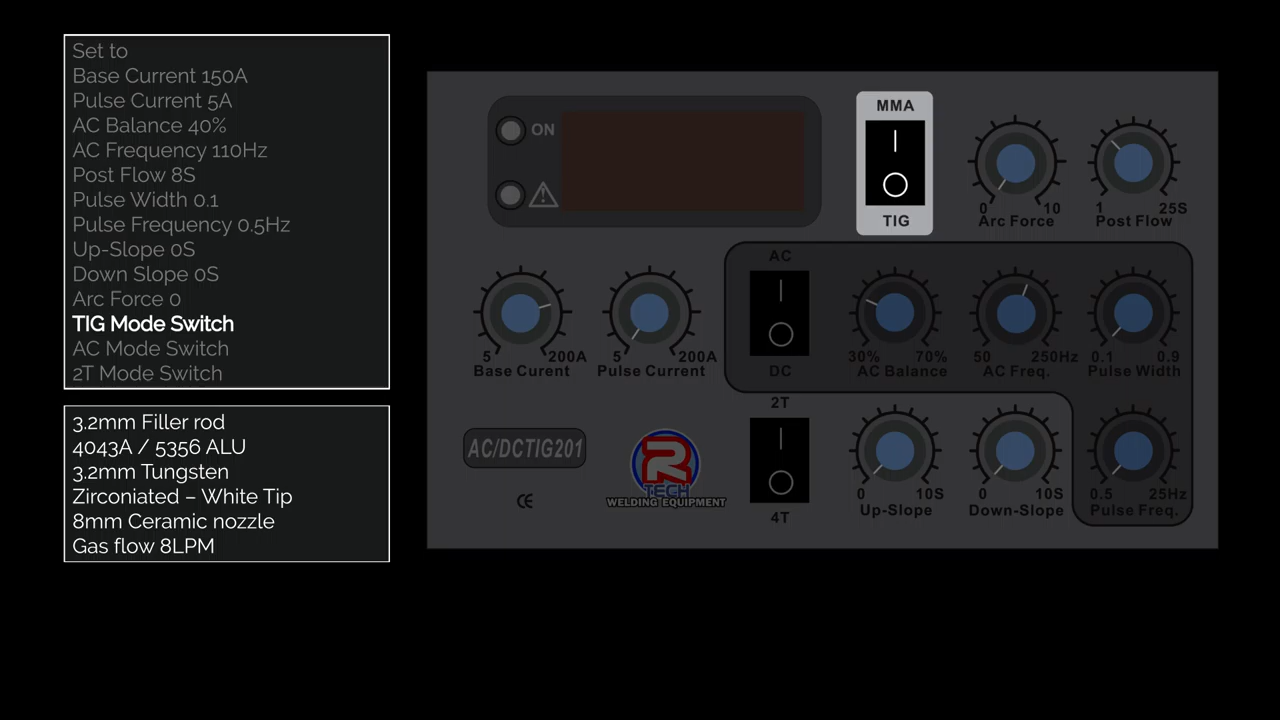 Set to
Base Current 150A
Pulse Current 5A
AC Balance 40%
AC Frequency 110Hz
Post Flow 8S
Pulse Width 0.1
Pulse Frequency 0.5Hz
Up-Slope 0S
Down Slope 0S
Arc Force 0
TIG Mode Switch
AC Mode Switch
2T Mode Switch
3.2mm Filler rod
4043A / 5356 ALU
3.2mm Tungsten
Zirconiated – White Tip
8mm Ceramic nozzle
Gas flow 8LPM
ON
MMA
TIG
0 10
Arc Force
1 25S
Post Flow
5 200A
Base Curent
5 200A
Pulse Current
AC
DC
30% 70%
AC Balance
50 250Hz
AC Freq.
0.1 0.9
Pulse Width
AC/DCTIG201
CE
R
TECH
WELDING EQUIPMENT
2T
4T
0 10S
Up-Slope
0 10S
Down-Slope
0.5 25Hz
Pulse Freq.